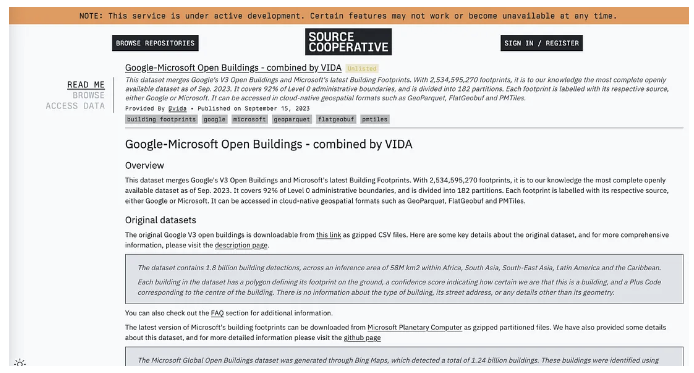 NOTE: This service is under active development. Certain features may not work or become unavailable at any time.
BROWSE REPOSITORIES
SOURCE
COOPERATIVE
SIGN IN / REGISTER
Google-Microsoft Open Buildings - combined by VIDA Unlisted
This dataset merges Google's V3 Open Buildings and Microsoft's latest Building Footprints. With 2,534,595,270 footprints, it is to our knowledge the most complete openly
available dataset as of Sep. 2023. It covers 92% of Level 0 administrative boundaries, and is divided into 182 partitions. Each footprint is labelled with its respective source,
either Google or Microsoft. It can be accessed in cloud-native geospatial formats such as GeoParquet, FlatGeobuf and PMTiles.
Provided By @vida • Published on September 15, 2023
building footprints google microsoft geoparquet flatgeobuf pmtiles
READ ME
BROWSE
ACCESS DATA
Google-Microsoft Open Buildings - combined by VIDA
Overview
This dataset merges Google's V3 Open Buildings and Microsoft's latest Building Footprints. With 2,534,595,270 footprints, it is to our knowledge the most complete openly
available dataset as of Sep. 2023. It covers 92% of Level 0 administrative boundaries, and is divided into 182 partitions. Each footprint is labelled with its respective source,
either Google or Microsoft. It can be accessed in cloud-native geospatial formats such as GeoParquet, FlatGeobuf and PMTiles.
Original datasets
The original Google V3 open buildings is downloadable from this link as gzipped CSV files. Here are some key details about the original dataset, and for more comprehensive
information, please visit the description page.
The dataset contains 1.8 billion building detections, across an inference area of 58M km2 within Africa, South Asia, South-East Asia, Latin America and the Caribbean.
Each building in the dataset has a polygon defining its footprint on the ground, a confidence score indicating how certain we are that this is a building, and a Plus Code
corresponding to the centre of the building. There is no information about the type of building, its street address, or any details other than its geometry.
You can also check out the FAQ section for additional information.
The latest version of Microsoft's building footprints can be downloaded from Microsoft Planetary Computer as gzipped partitioned files. We have also provided some details
about this dataset, and for more detailed information please visit the github page
The Microsoft Global Open Buildings dataset was generated through Bing Maps, which detected a total of 1.24 billion buildings. These buildings were identified using